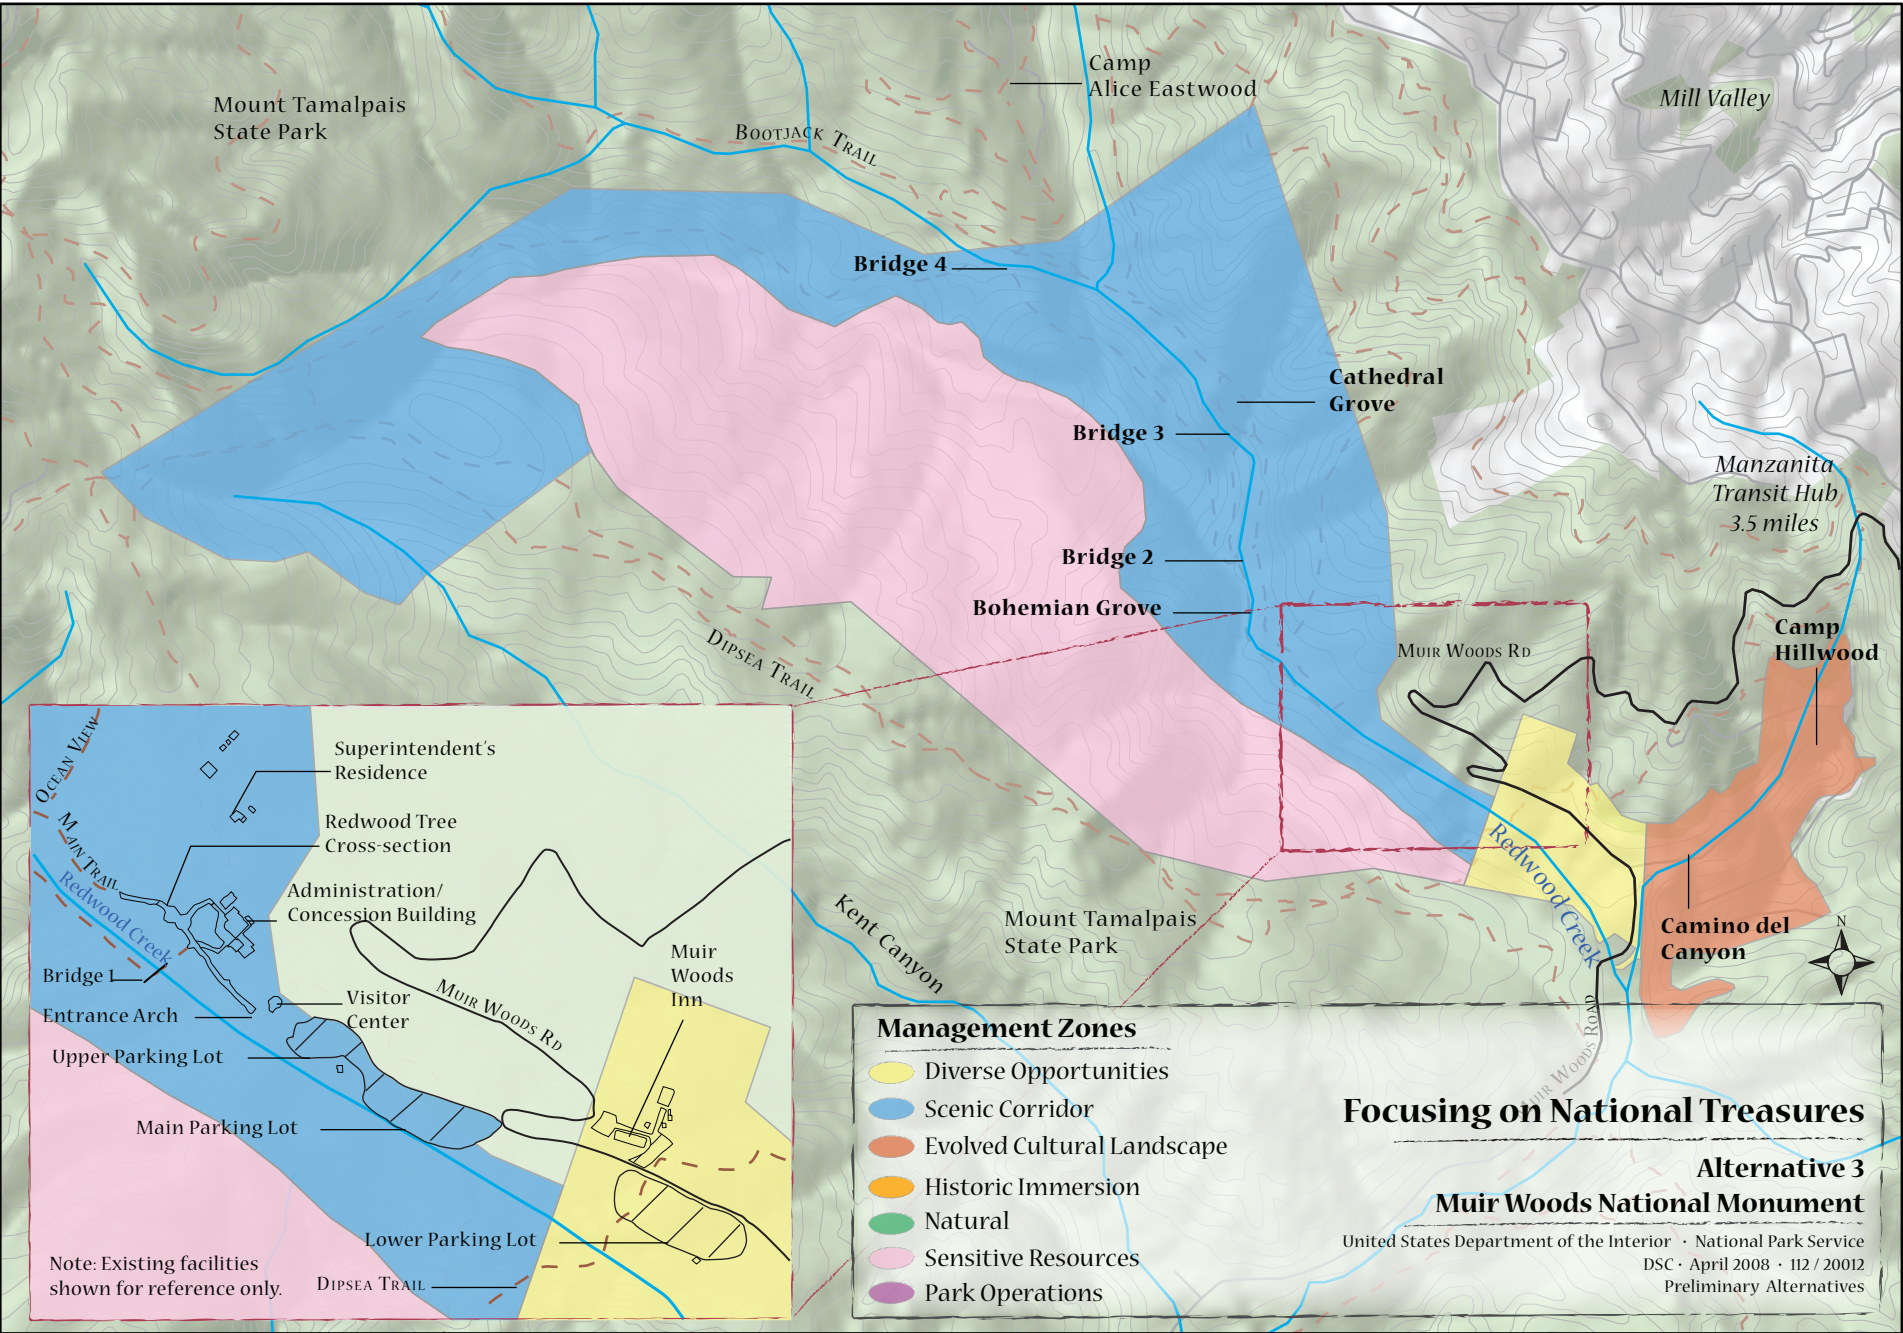 Mount Tamalpais
State Park
Camp
Alice Eastwood
Mill Valley
Bootjack Trail
Bridge 4
Cathedral
Grove
Bridge 3
Manzanita
Transit Hub
3.5 miles
Bridge 2
Bohemian Grove
Muir Woods Rd
Camp
Hillwood
Dipsea Trail
Redwood Creek
Kent Canyon
Mount Tamalpais
State Park
Camino del
Canyon
N
Muir Woods Road
Ocean View
Superintendent's
Residence
Main Trail
Redwood Tree
Cross-section
Redwood Creek
Administration/
Concession Building
Bridge 1
Muir
Woods
Inn
Muir Woods Rd
Visitor
Center
Entrance Arch
Upper Parking Lot
Main Parking Lot
Lower Parking Lot
Note: Existing facilities
shown for reference only.
Dipsea Trail
Management Zones
Diverse Opportunities
Scenic Corridor
Evolved Cultural Landscape
Historic Immersion
Natural
Sensitive Resources
Park Operations
Focusing on National Treasures
Alternative 3
Muir Woods National Monument
United States Department of the Interior · National Park Service
DSC · April 2008 · 112 / 20012
Preliminary Alternatives